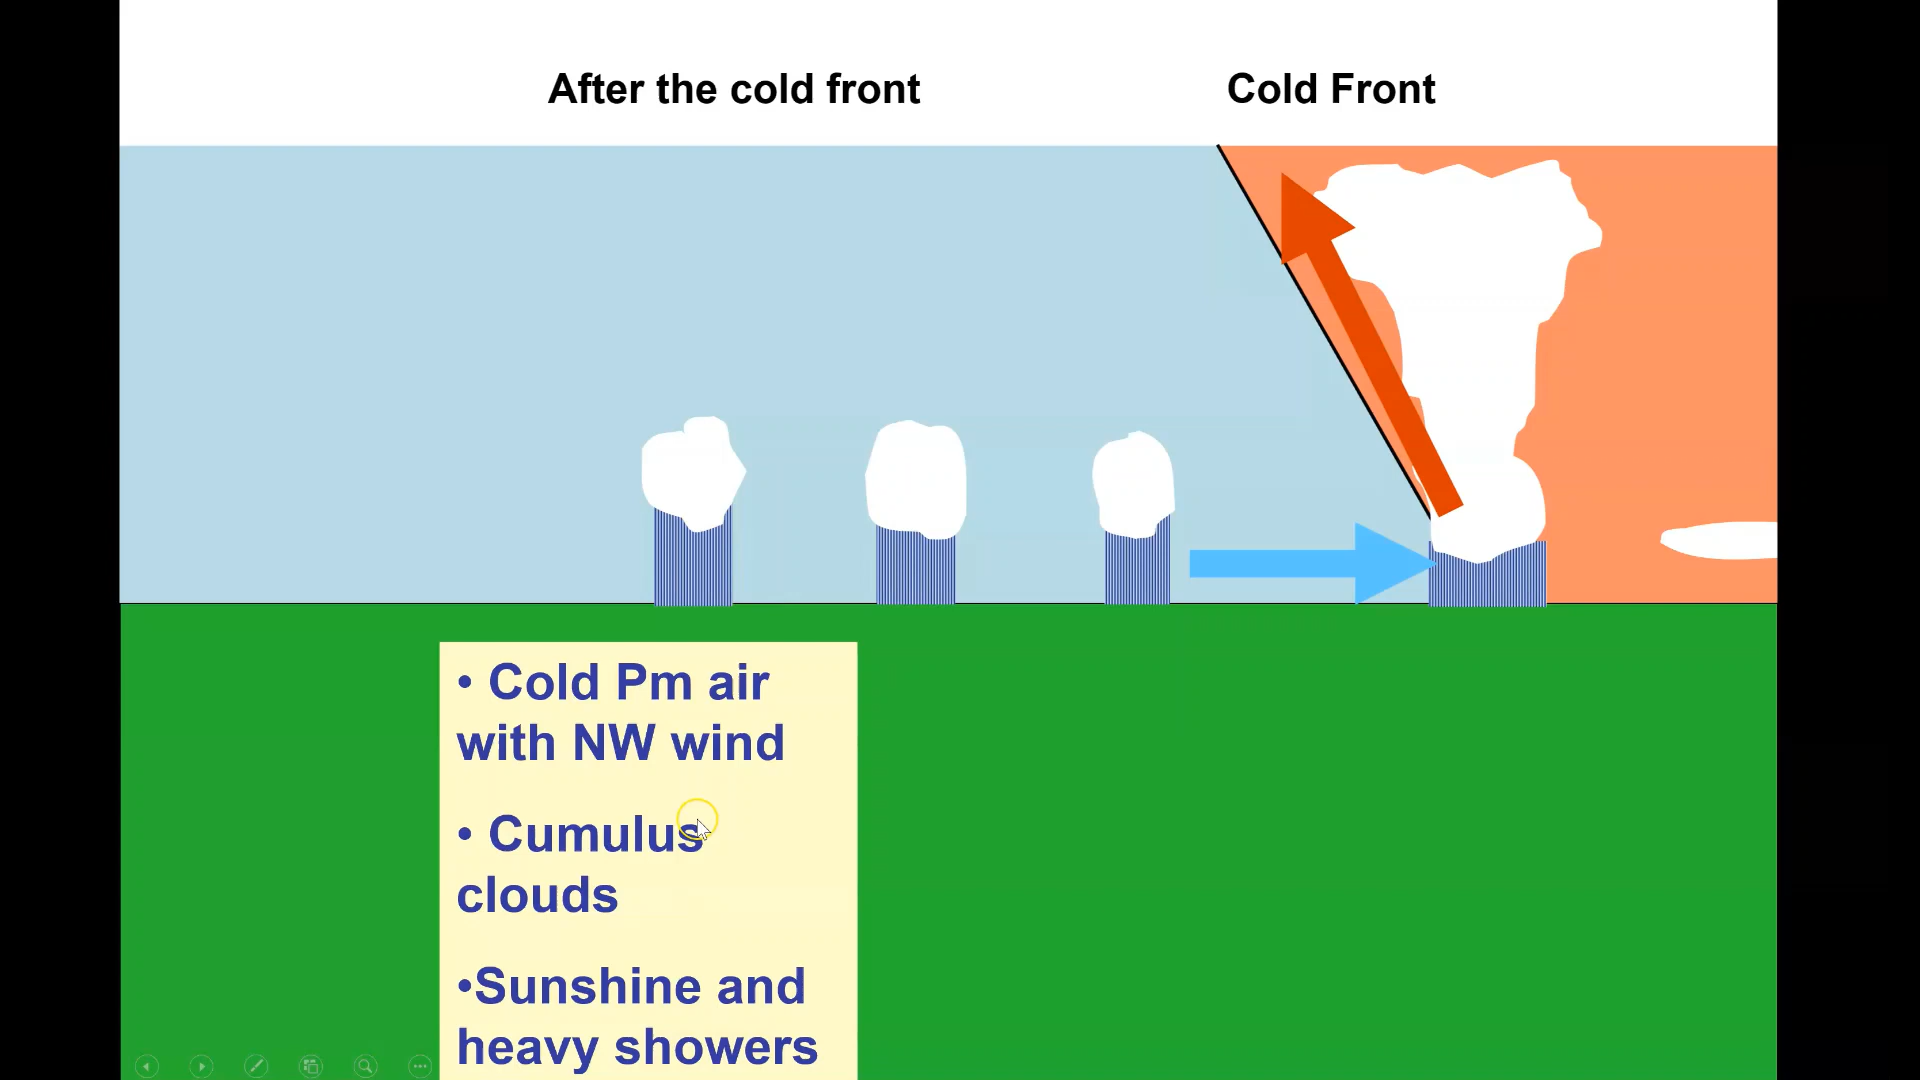 After the cold front
Cold Front
• Cold Pm air
with NW wind
• Cumulus
clouds
•Sunshine and
heavy showers